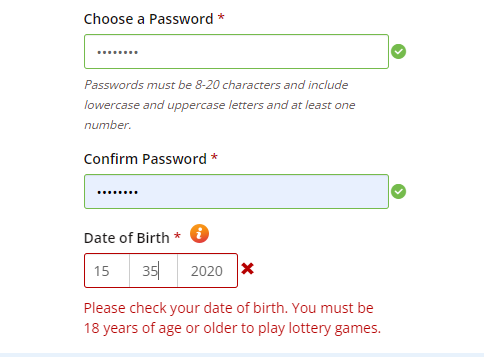 Choose a Password *
••••••••
Passwords must be 8-20 characters and include
lowercase and uppercase letters and at least one
number.
Confirm Password *
••••••••
Date of Birth * i
15 35 2020
Please check your date of birth. You must be
18 years of age or older to play lottery games.